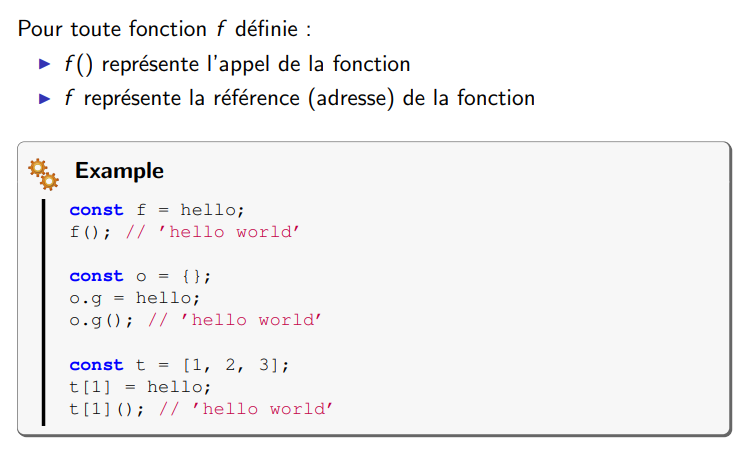 Pour toute fonction f définie :
f() représente l'appel de la fonction
f représente la référence (adresse) de la fonction
Example
const f = hello;
f(); // 'hello world'
const o = {};
o.g = hello;
o.g(); // 'hello world'
const t = [1, 2, 3];
t[1] = hello;
t[1](); // 'hello world'